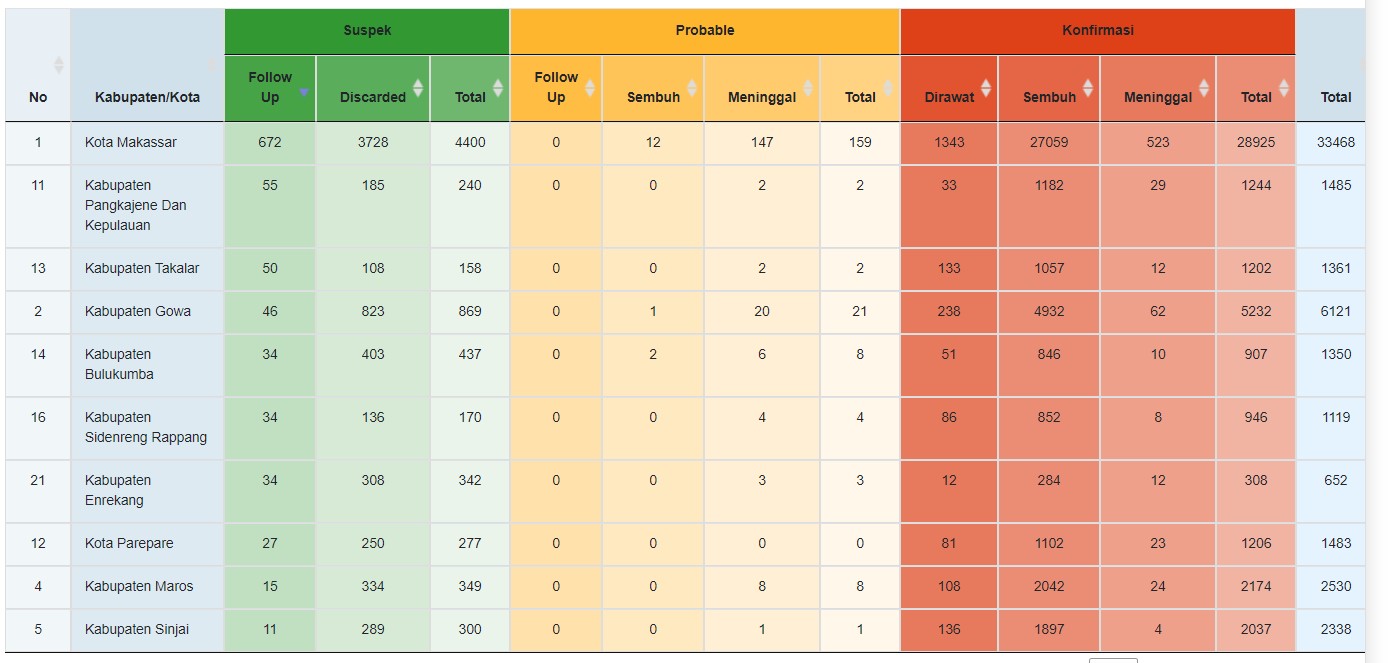 Suspek Probable Konfirmasi
No Kabupaten/Kota Follow Up Discarded Total Follow Up Sembuh Meninggal Total Dirawat Sembuh Meninggal Total Total
1 Kota Makassar 672 3728 4400 0 12 147 159 1343 27059 523 28925 33468
11 Kabupaten 55 185 240 0 0 2 2 33 1182 29 1244 1485
Pangkajene Dan
Kepulauan
13 Kabupaten Takalar 50 108 158 0 0 2 2 133 1057 12 1202 1361
2 Kabupaten Gowa 46 823 869 0 1 20 21 238 4932 62 5232 6121
14 Kabupaten 34 403 437 0 2 6 8 51 846 10 907 1350
Bulukumba
16 Kabupaten 34 136 170 0 0 4 4 86 852 8 946 1119
Sidenreng Rappang
21 Kabupaten 34 308 342 0 0 3 3 12 284 12 308 652
Enrekang
12 Kota Parepare 27 250 277 0 0 0 0 81 1102 23 1206 1483
4 Kabupaten Maros 15 334 349 0 0 8 8 108 2042 24 2174 2530
5 Kabupaten Sinjai 11 289 300 0 0 1 1 136 1897 4 2037 2338